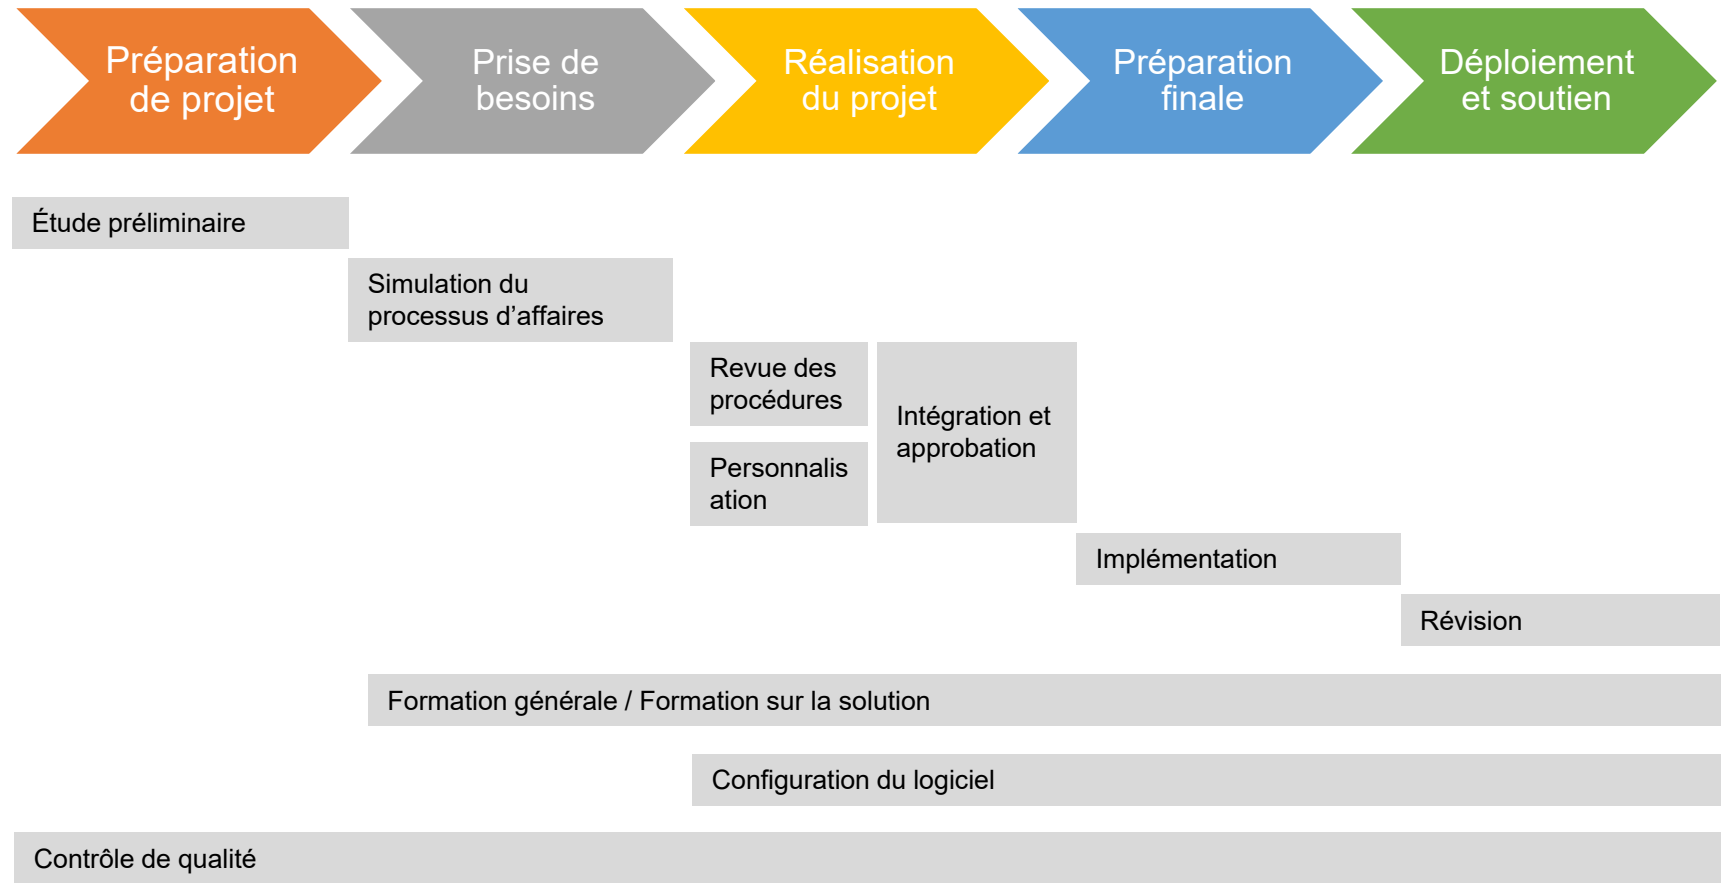 Préparation
de projet
Prise de
besoins
Réalisation
du projet
Préparation
finale
Déploiement
et soutien
Étude préliminaire
Simulation du
processus d’affaires
Revue des
procédures
Personnalis
ation
Intégration et
approbation
Implémentation
Révision
Formation générale / Formation sur la solution
Configuration du logiciel
Contrôle de qualité